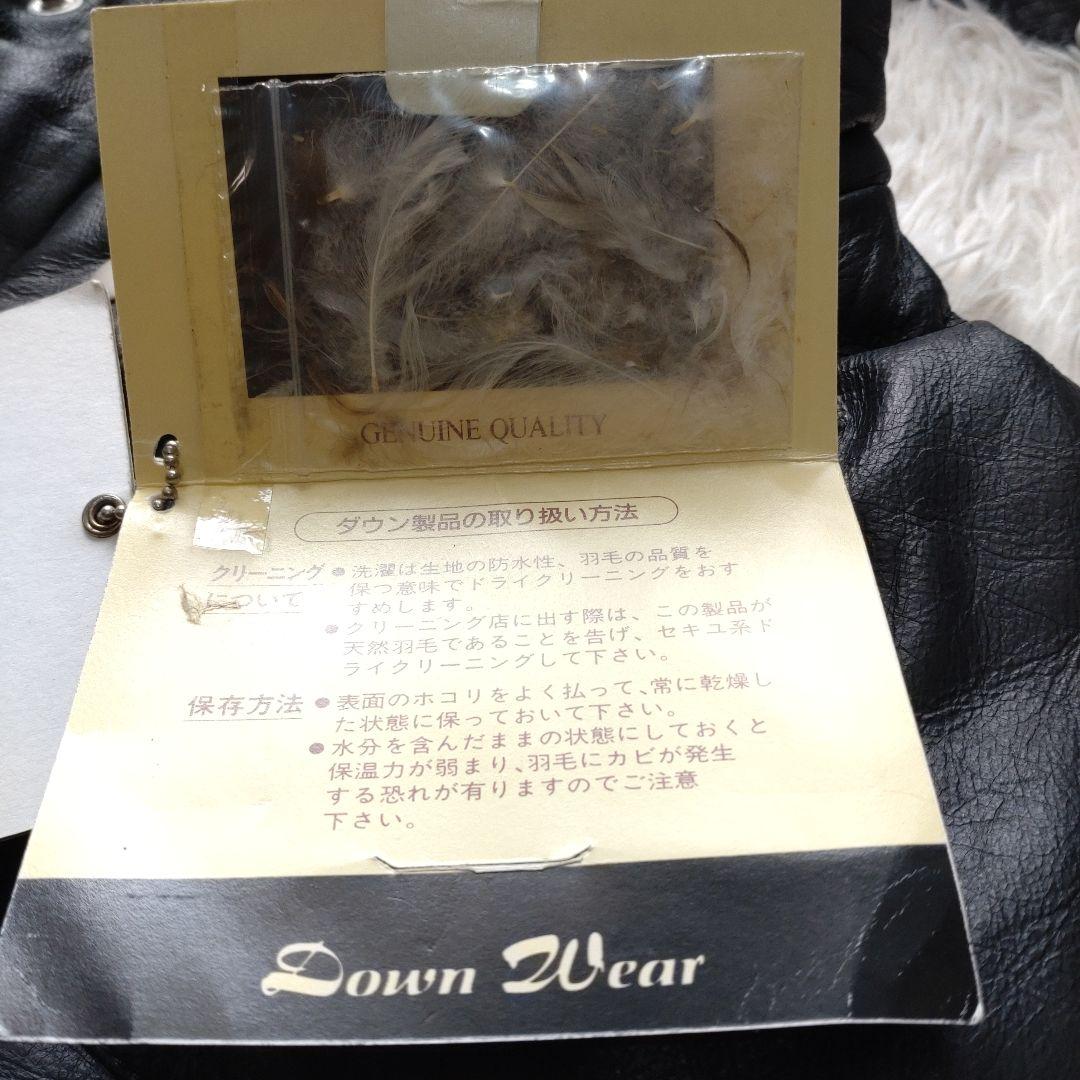 GENUINE QUALITY
ダウン製品の取り扱い方法
クリーニングについて
●洗濯は生地の防水性、羽毛の品質を
保つ意味でドライクリーニングをおす
すめします。
●クリーニング店に出す際は、この製品が
天然羽毛であることを告げ、セキユ系ド
ライクリーニングして下さい。
保存方法
●表面のホコリをよく払って、常に乾燥し
た状態に保っておいて下さい。
●水分を含んだままの状態にしておくと
保温力が弱まり、羽毛にカビが発生
する恐れが有りますのでご注意
下さい。
Down Wear